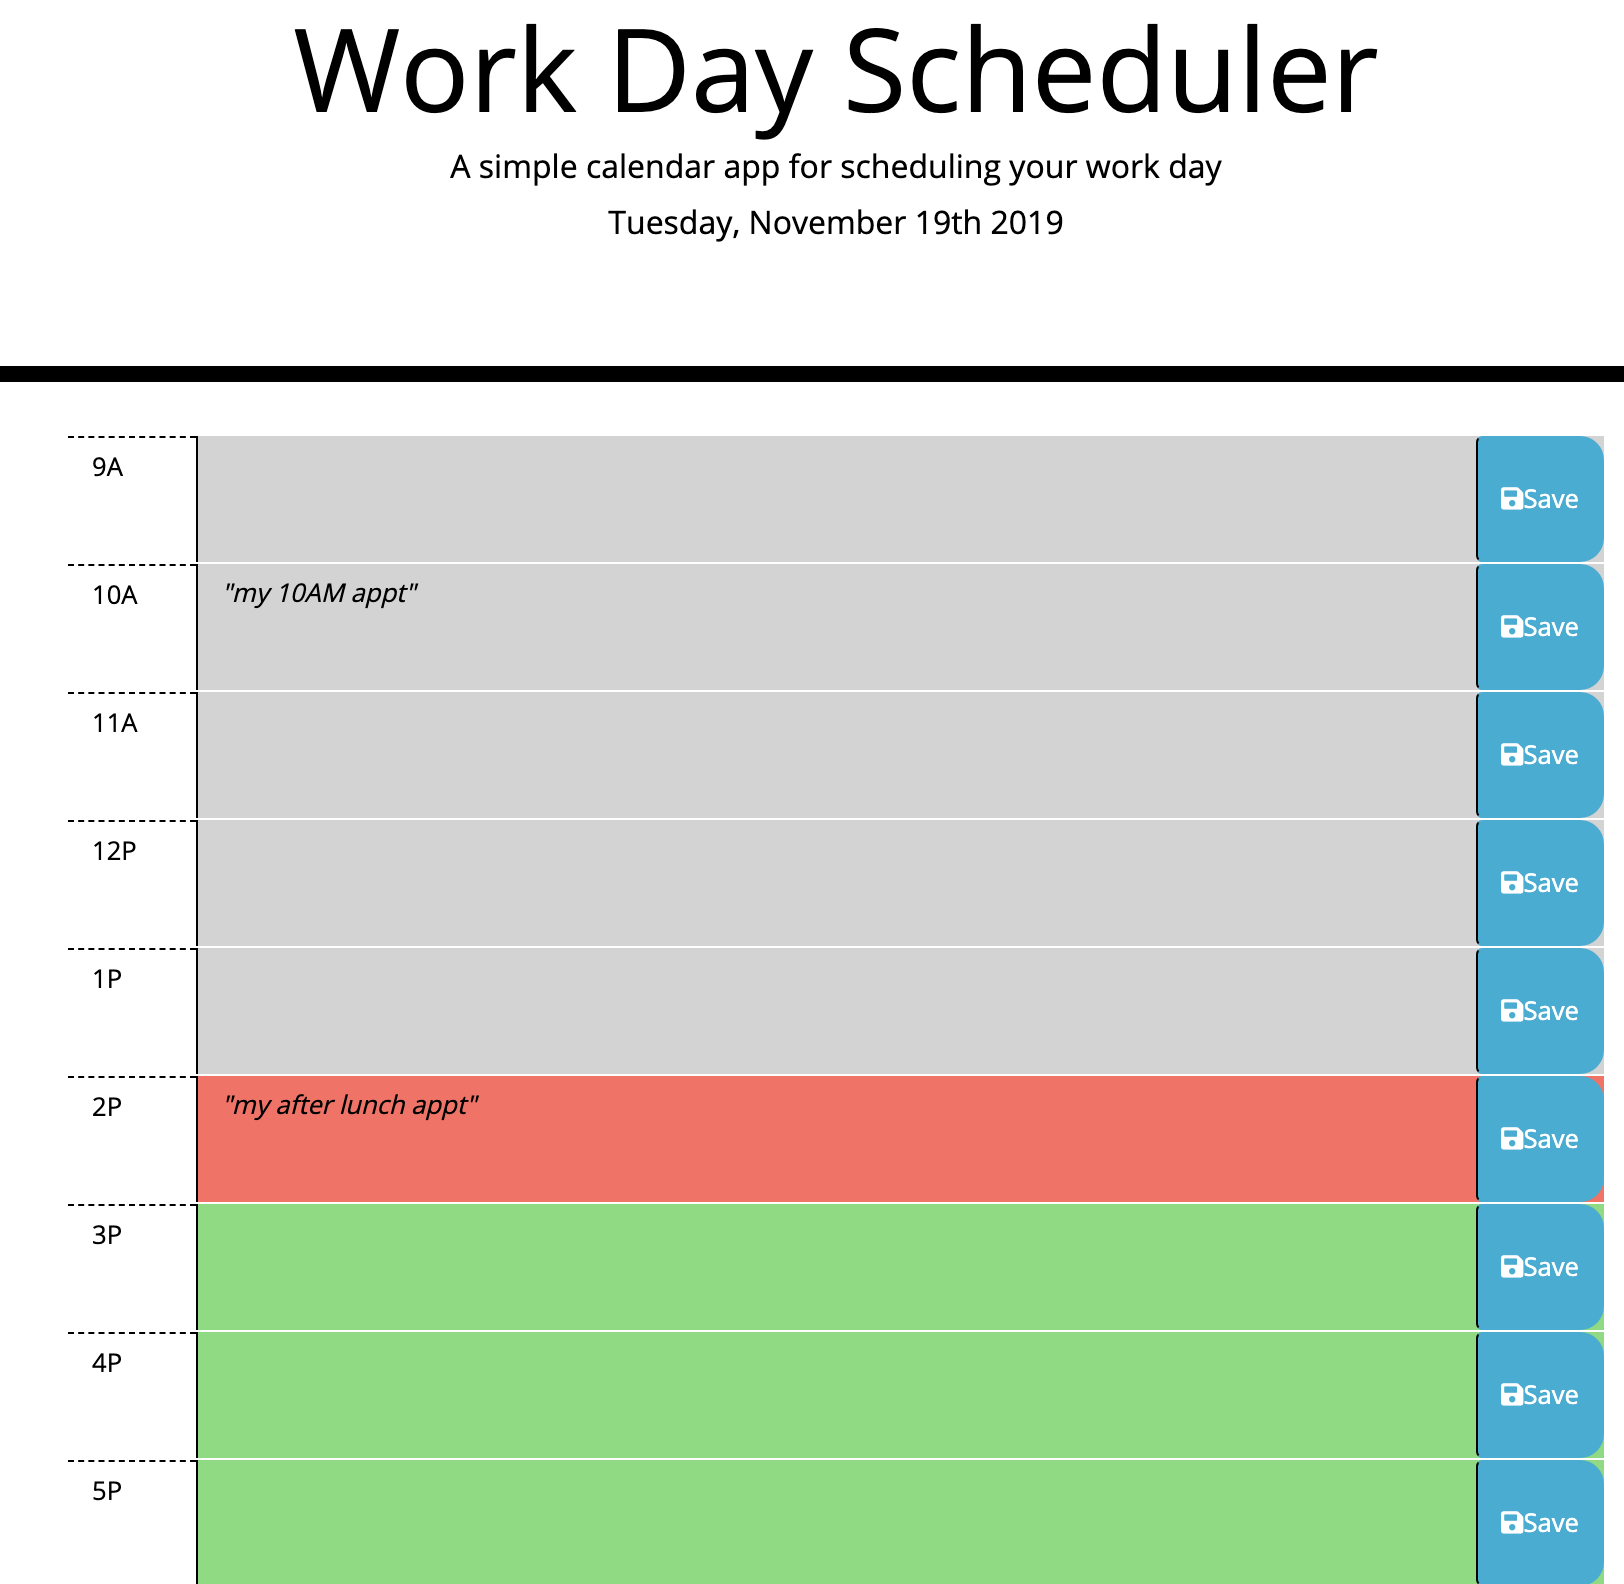 Work Day Scheduler
A simple calendar app for scheduling your work day
Tuesday, November 19th 2019
9A
Save
10A
"my 10AM appt"
Save
11A
Save
12P
Save
1P
Save
2P
"my after lunch appt"
Save
3P
Save
4P
Save
5P
Save